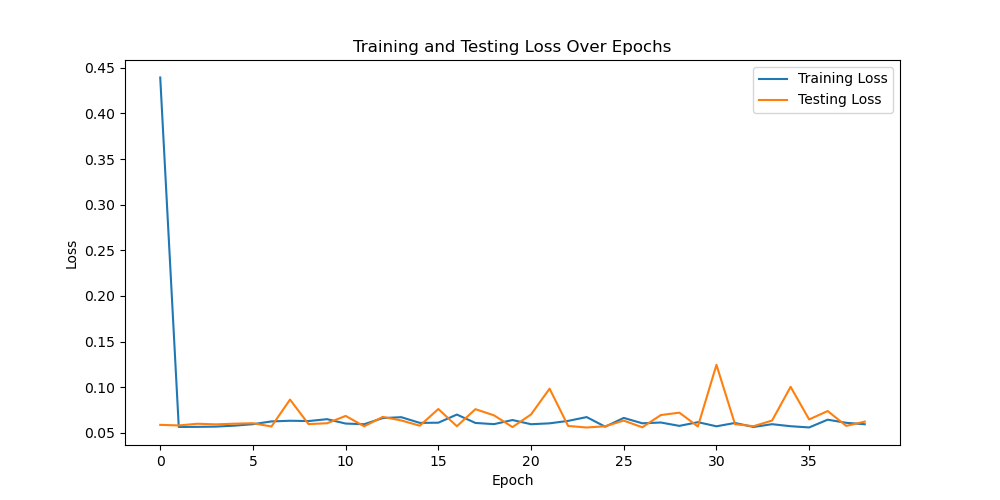 Training and Testing Loss Over Epochs
Training Loss
Testing Loss
Loss
0.45
0.40
0.35
0.30
0.25
0.20
0.15
0.10
0.05
0 5 10 15 20 25 30 35
Epoch